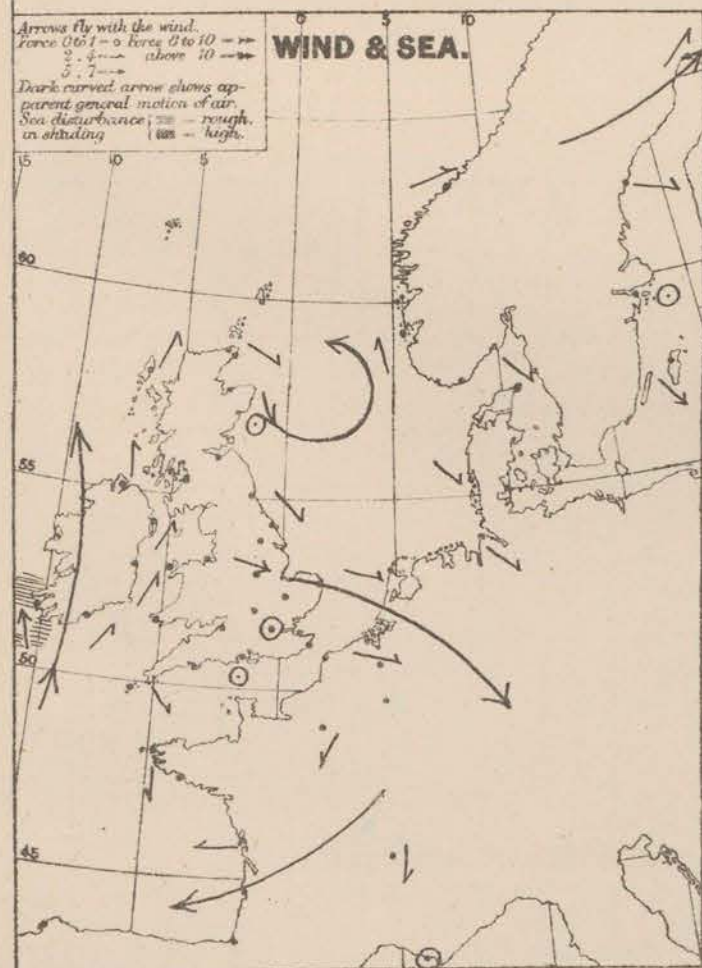 WIND & SEA.
Arrows fly with the wind.
Force 0 to 1 – o Force 8 to 10
2 . 4 above 10
5 . 7
Dark curved arrow shows ap-
parent general motion of air.
Sea disturbance rough.
in shading high.
0 5 10
15 10 5
60
55
50
45